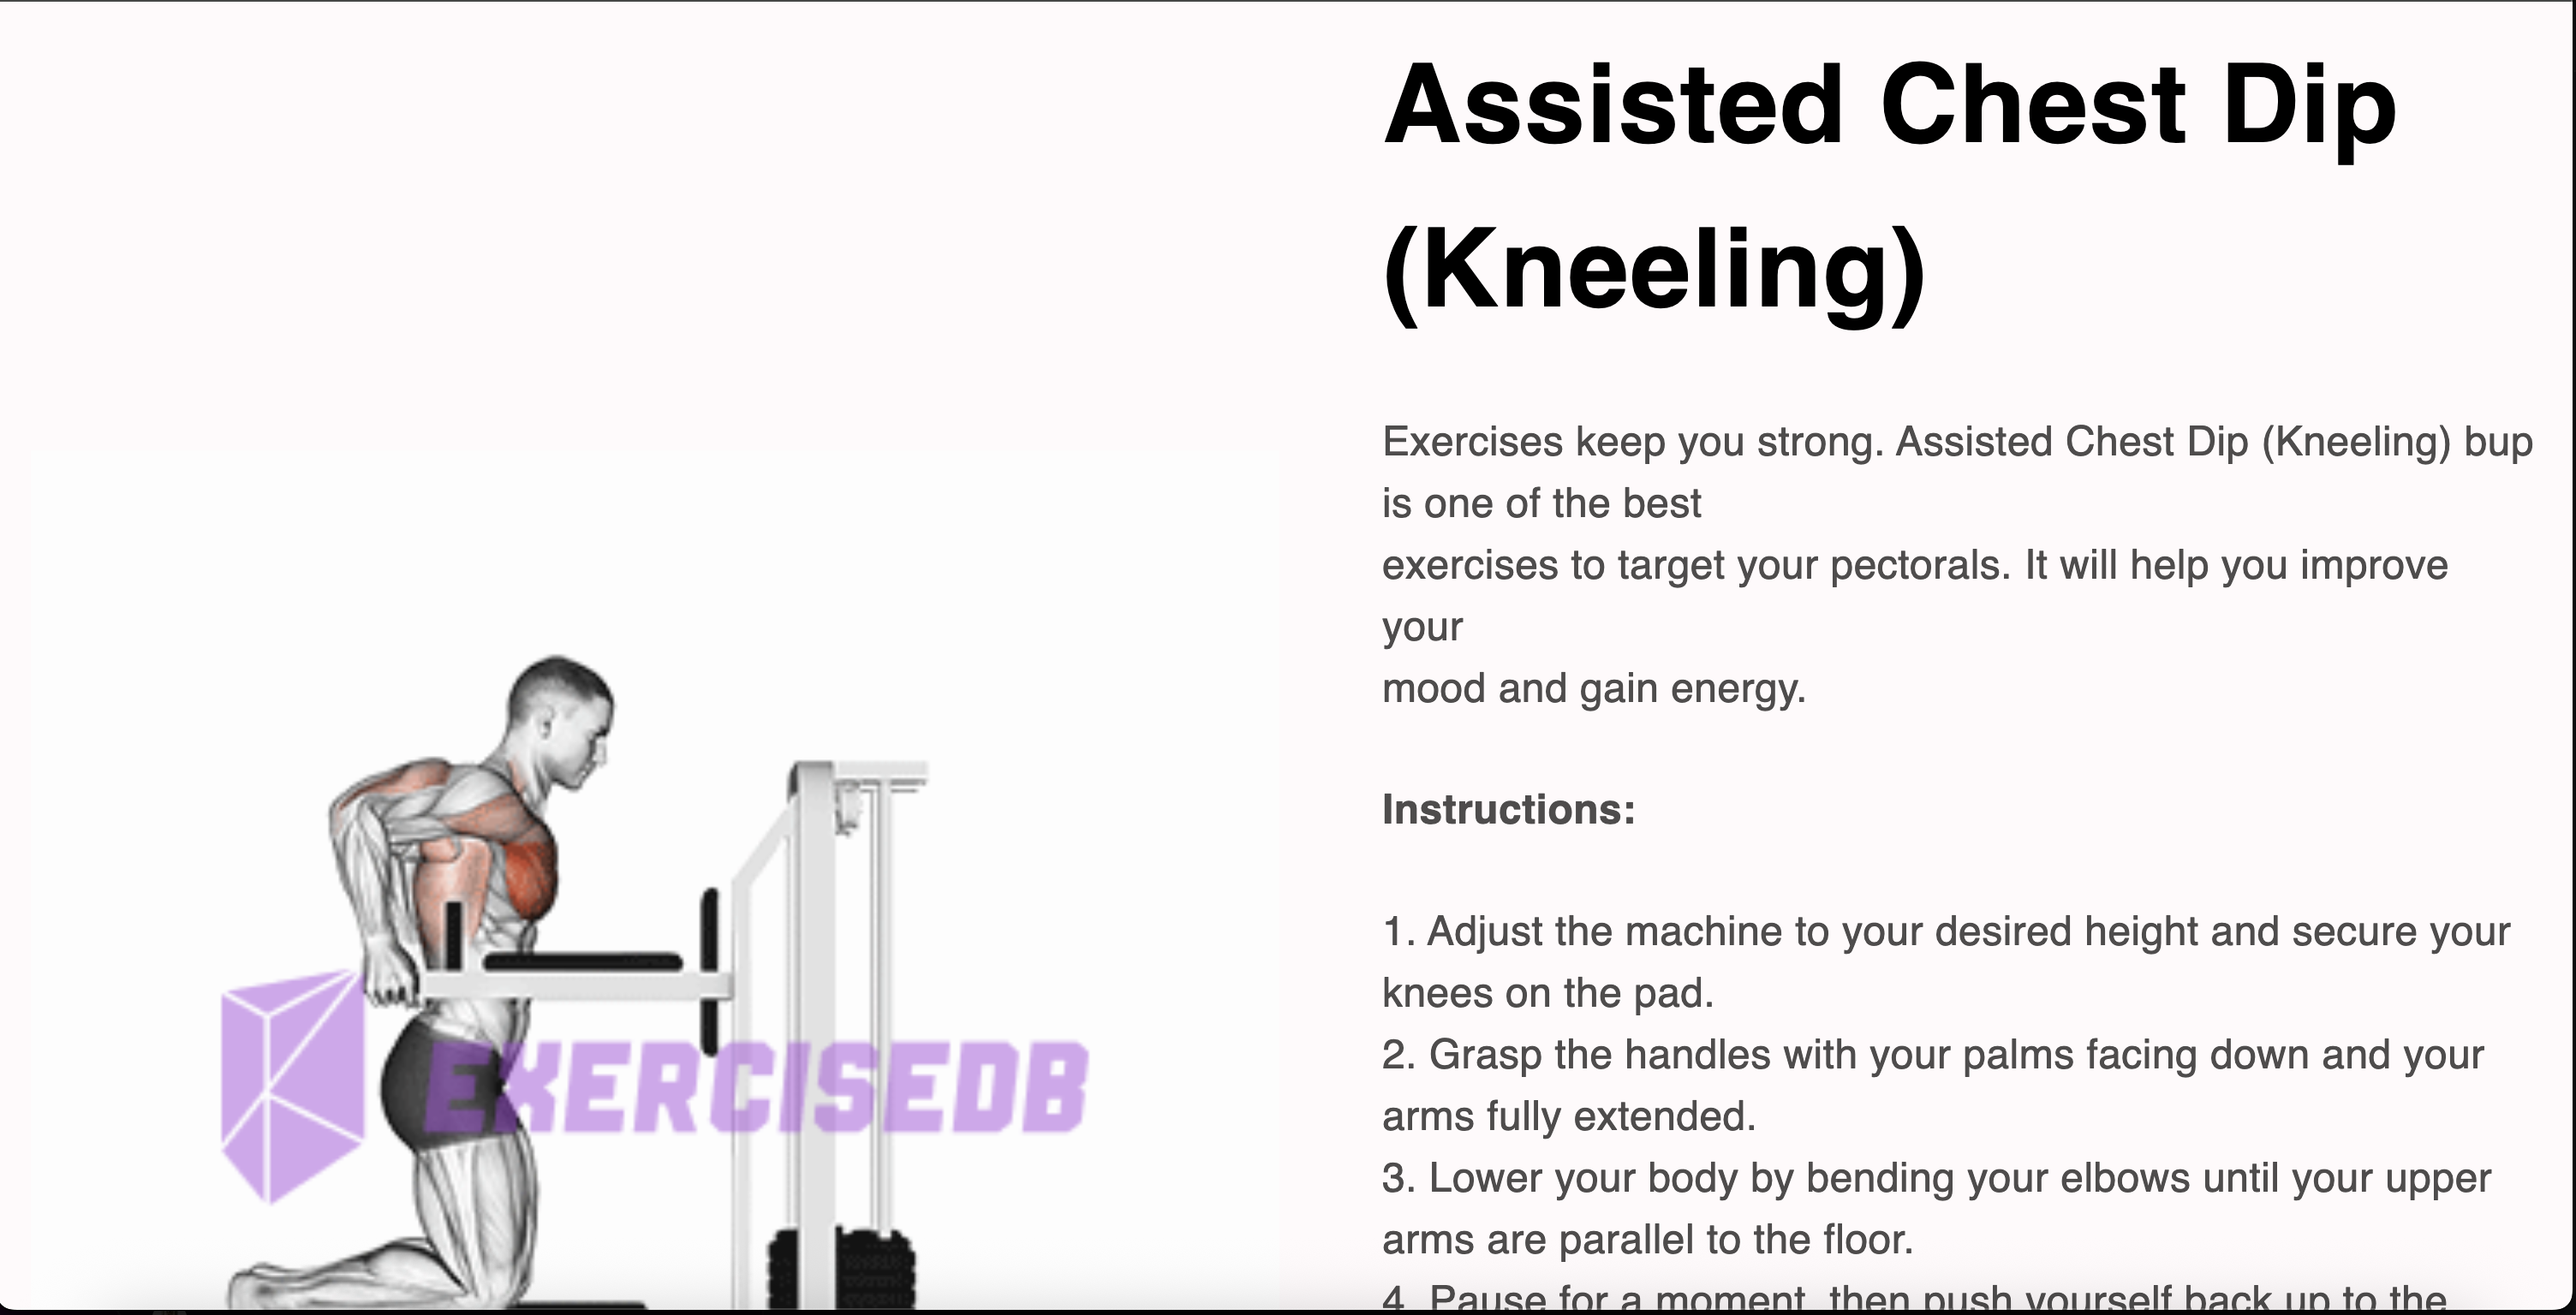 Assisted Chest Dip
(Kneeling)
Exercises keep you strong. Assisted Chest Dip (Kneeling) bup
is one of the best
exercises to target your pectorals. It will help you improve
your
mood and gain energy.
Instructions:
1. Adjust the machine to your desired height and secure your
knees on the pad.
2. Grasp the handles with your palms facing down and your
arms fully extended.
3. Lower your body by bending your elbows until your upper
arms are parallel to the floor.
4. Pause for a moment, then push yourself back up to the
EXERCISEDB